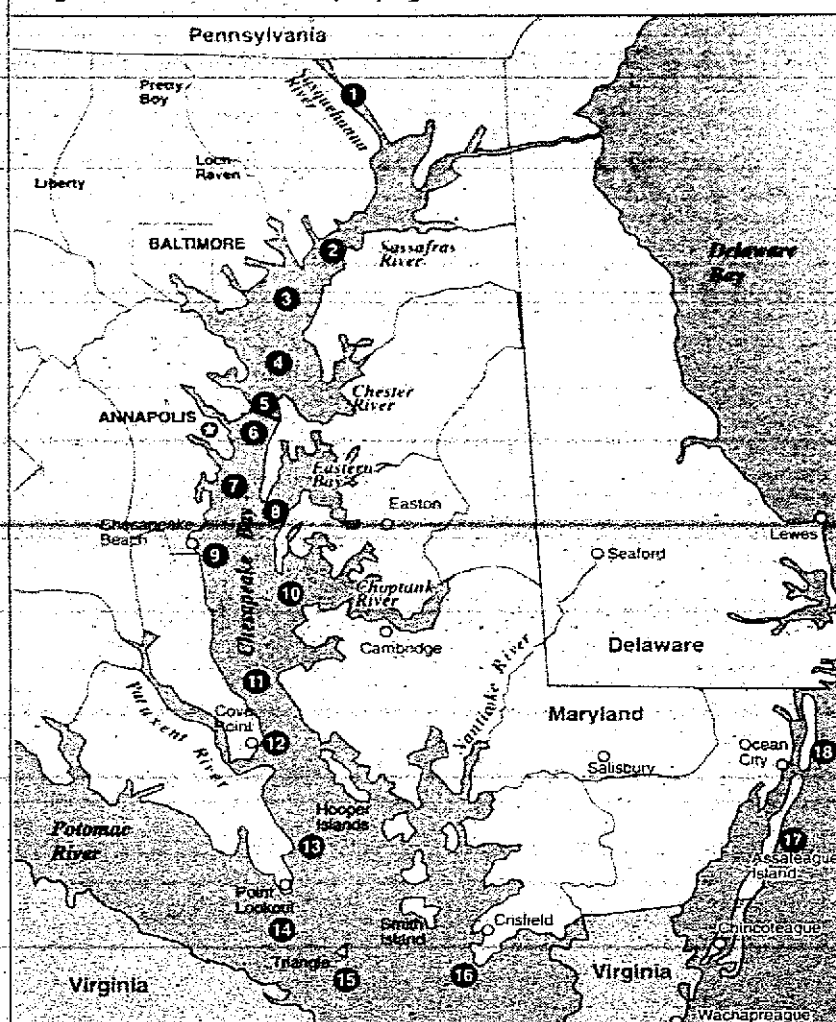 Pennsylvania
Susquehanna
River
1
Pretty
Boy
Loch
Raven
Liberty
BALTIMORE
2
Sassafras
River
Delaware
Bay
3
4
Chester
River
5
ANNAPOLIS
6
Eastern
Bay
7
8
Easton
Chesapeake
Beach
9
Lewes
Seaford
Chesapeake Bay
10
Choptank
River
Cambridge
Delaware
11
Nanticoke River
Patuxent River
Cove
Point
12
Maryland
Ocean
City
18
Salisbury
Hooper
Islands
Potomac
River
13
17
Assateague
Island
Point
Lookout
14
Smith
Island
Crisfield
Chincoteague
Triangle
15
16
Virginia
Virginia
Wachapreague